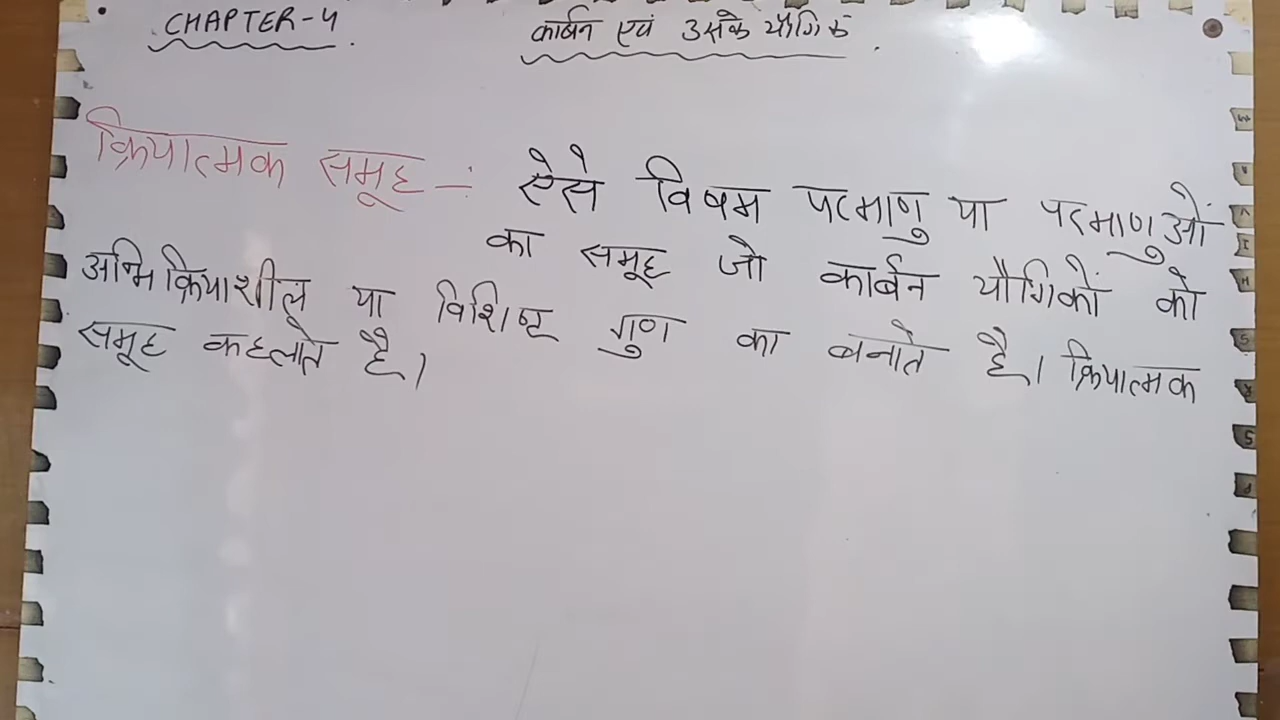 CHAPTER-4. कार्बन एवं उसके यौगिक.
क्रियात्मक समूह -: ऐसे विषम परमाणु या परमाणुओं
का समूह जो कार्बन यौगिकों को
अभिक्रियाशील या विशिष्ट गुण का बनाते है। क्रियात्मक
समूह कहलाते है।